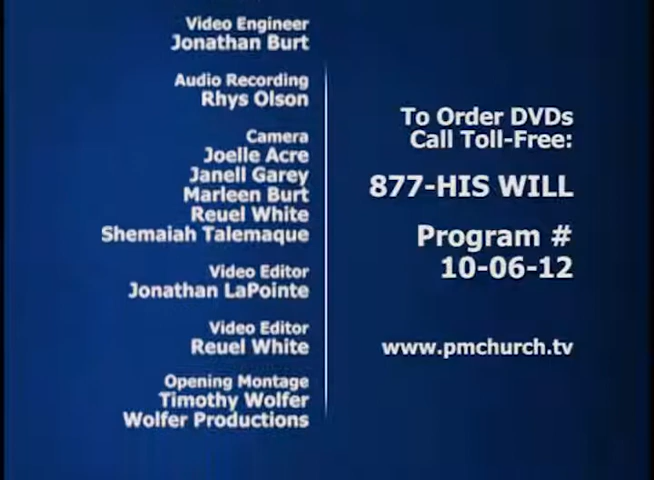 Video Engineer
Jonathan Burt
Audio Recording
Rhys Olson
Camera
Joelle Acre
Janell Garey
Marleen Burt
Reuel White
Shemaiah Talemaque
Video Editor
Jonathan LaPointe
Video Editor
Reuel White
Opening Montage
Timothy Wolfer
Wolfer Productions
To Order DVDs
Call Toll-Free:
877-HIS WILL
Program #
10-06-12
www.pmchurch.tv